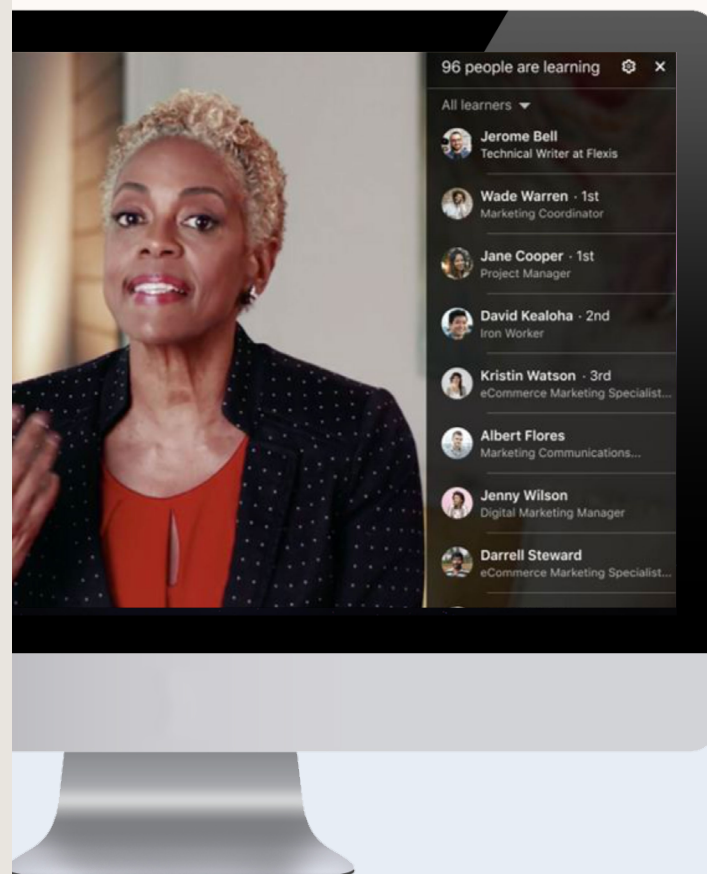 96 people are learning
All learners
Jerome Bell
Technical Writer at Flexis
Wade Warren · 1st
Marketing Coordinator
Jane Cooper · 1st
Project Manager
David Kealoha · 2nd
Iron Worker
Kristin Watson · 3rd
eCommerce Marketing Specialist...
Albert Flores
Marketing Communications...
Jenny Wilson
Digital Marketing Manager
Darrell Steward
eCommerce Marketing Specialist...